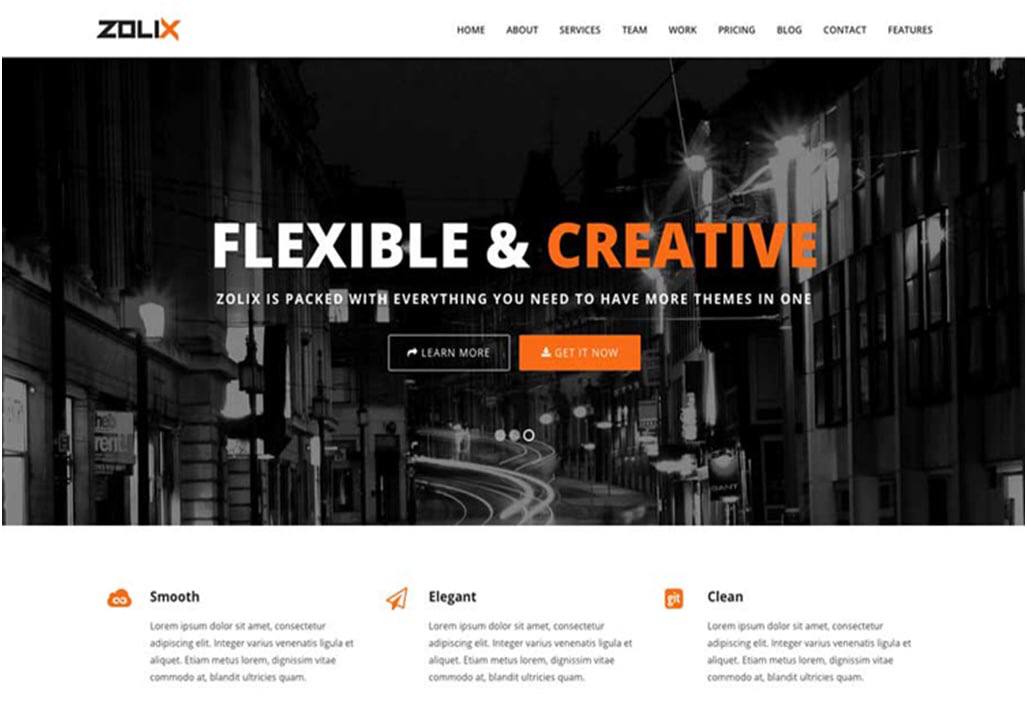 ZOLIX
HOME ABOUT SERVICES TEAM WORK PRICING BLOG CONTACT FEATURES
FLEXIBLE & CREATIVE
ZOLIX IS PACKED WITH EVERYTHING YOU NEED TO HAVE MORE THEMES IN ONE
LEARN MORE GET IT NOW
rent!
Smooth
Lorem ipsum dolor sit amet, consectetur
adipiscing elit. Integer varius venenatis ligula et
aliquet. Etiam metus lorem, dignissim vitae
commodo at, blandit ultricies quam.
Elegant
Lorem ipsum dolor sit amet, consectetur
adipiscing elit. Integer varius venenatis ligula et
aliquet. Etiam metus lorem, dignissim vitae
commodo at, blandit ultricies quam.
git
Clean
Lorem ipsum dolor sit amet, consectetur
adipiscing elit. Integer varius venenatis ligula et
aliquet. Etiam metus lorem, dignissim vitae
commodo at, blandit ultricies quam.